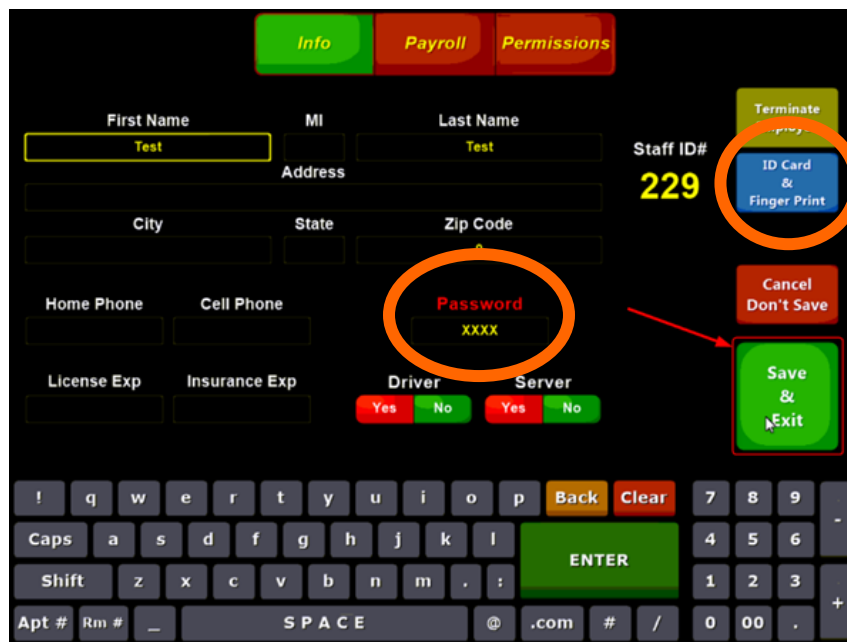 Info Payroll Permissions
First Name MI Last Name
Test Test
Address
City State Zip Code
Staff ID#
229
Terminate
ID Card
&
Finger Print
Home Phone Cell Phone Password
XXXX
Cancel
Don't Save
License Exp Insurance Exp Driver Server
Yes No Yes No
Save
&
Exit
! q w e r t y u i o p Back Clear 7 8 9
Caps a s d f g h j k l ENTER 4 5 6 -
Shift z x c v b n m . : 1 2 3
Apt # Rm # _ SPACE @ .com # / 0 00 . +